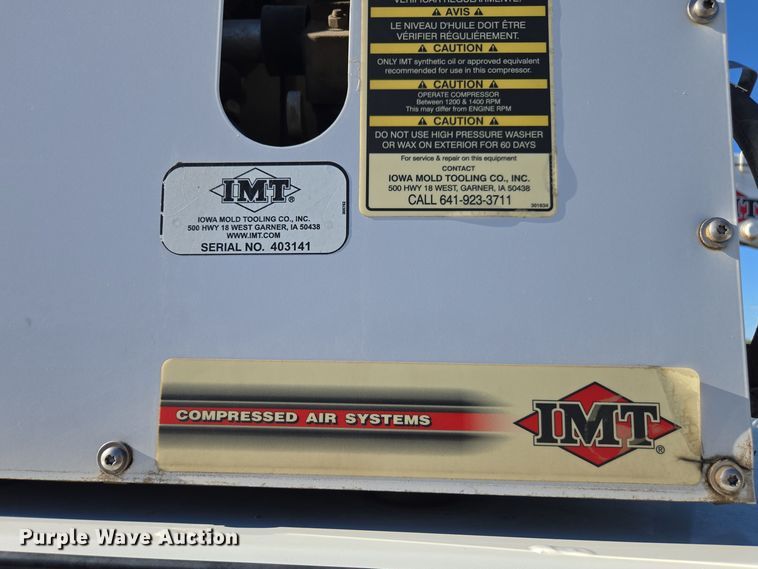 VERIFICAR REGULARMENTE.
AVIS
LE NIVEAU D'HUILE DOIT ÊTRE
VÉRIFIER RÉGULIÈREMENT.
CAUTION
ONLY IMT synthetic oil or approved equivalent
recommended for use in this compressor.
CAUTION
OPERATE COMPRESSOR
Between 1200 & 1400 RPM
This may differ from ENGINE RPM
CAUTION
DO NOT USE HIGH PRESSURE WASHER
OR WAX ON EXTERIOR FOR 60 DAYS
For service & repair on this equipment
CONTACT
IOWA MOLD TOOLING CO., INC.
500 HWY 18 WEST, GARNER, IA 50438
CALL 641-923-3711
IMT®
IOWA MOLD TOOLING CO., INC.
500 HWY 18 WEST GARNER, IA 50438
WWW.IMT.COM
SERIAL NO. 403141
COMPRESSED AIR SYSTEMS
IMT®
Purple Wave Auction